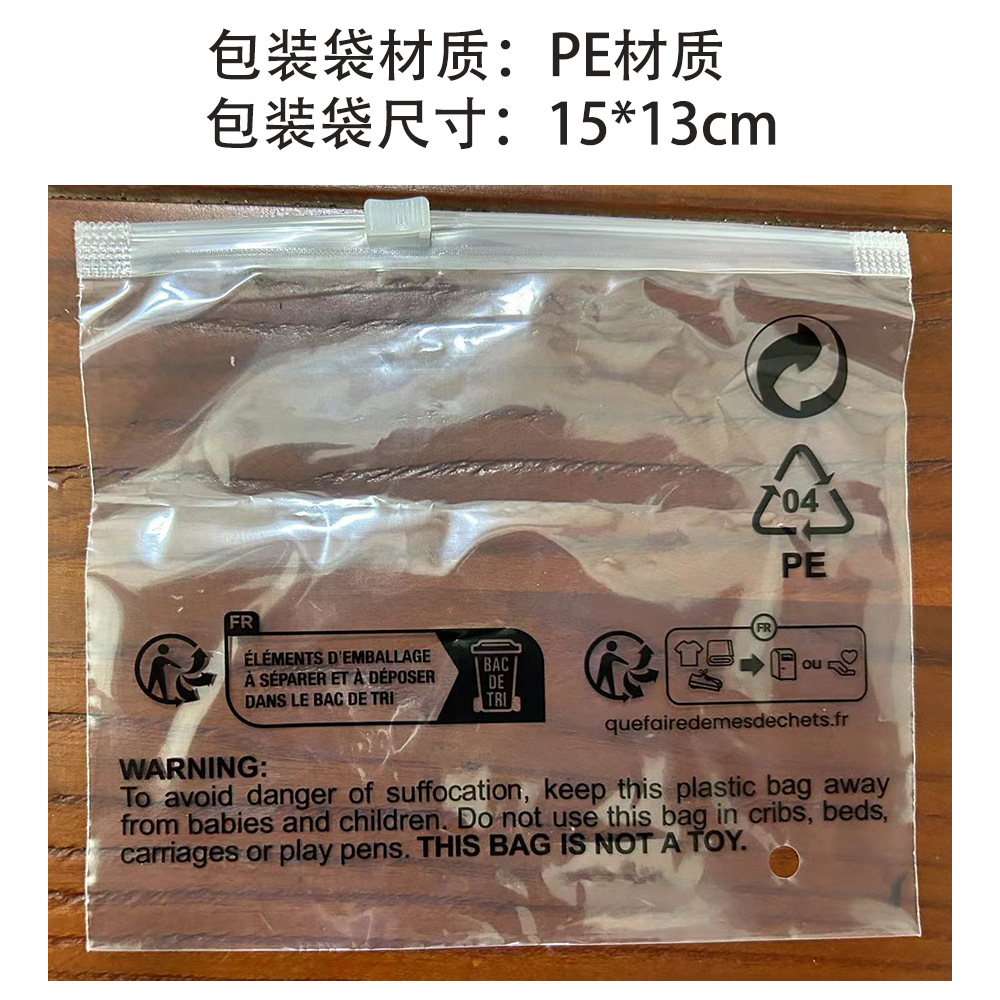 包装袋材质：PE材质
包装袋尺寸：15*13cm
04
PE
FR
ÉLÉMENTS D'EMBALLAGE
À SÉPARER ET À DÉPOSER
DANS LE BAC DE TRI
BAC
DE
TRI
FR
OU
quefairedemesdechets.fr
WARNING:
To avoid danger of suffocation, keep this plastic bag away
from babies and children. Do not use this bag in cribs, beds,
carriages or play pens. THIS BAG IS NOT A TOY.